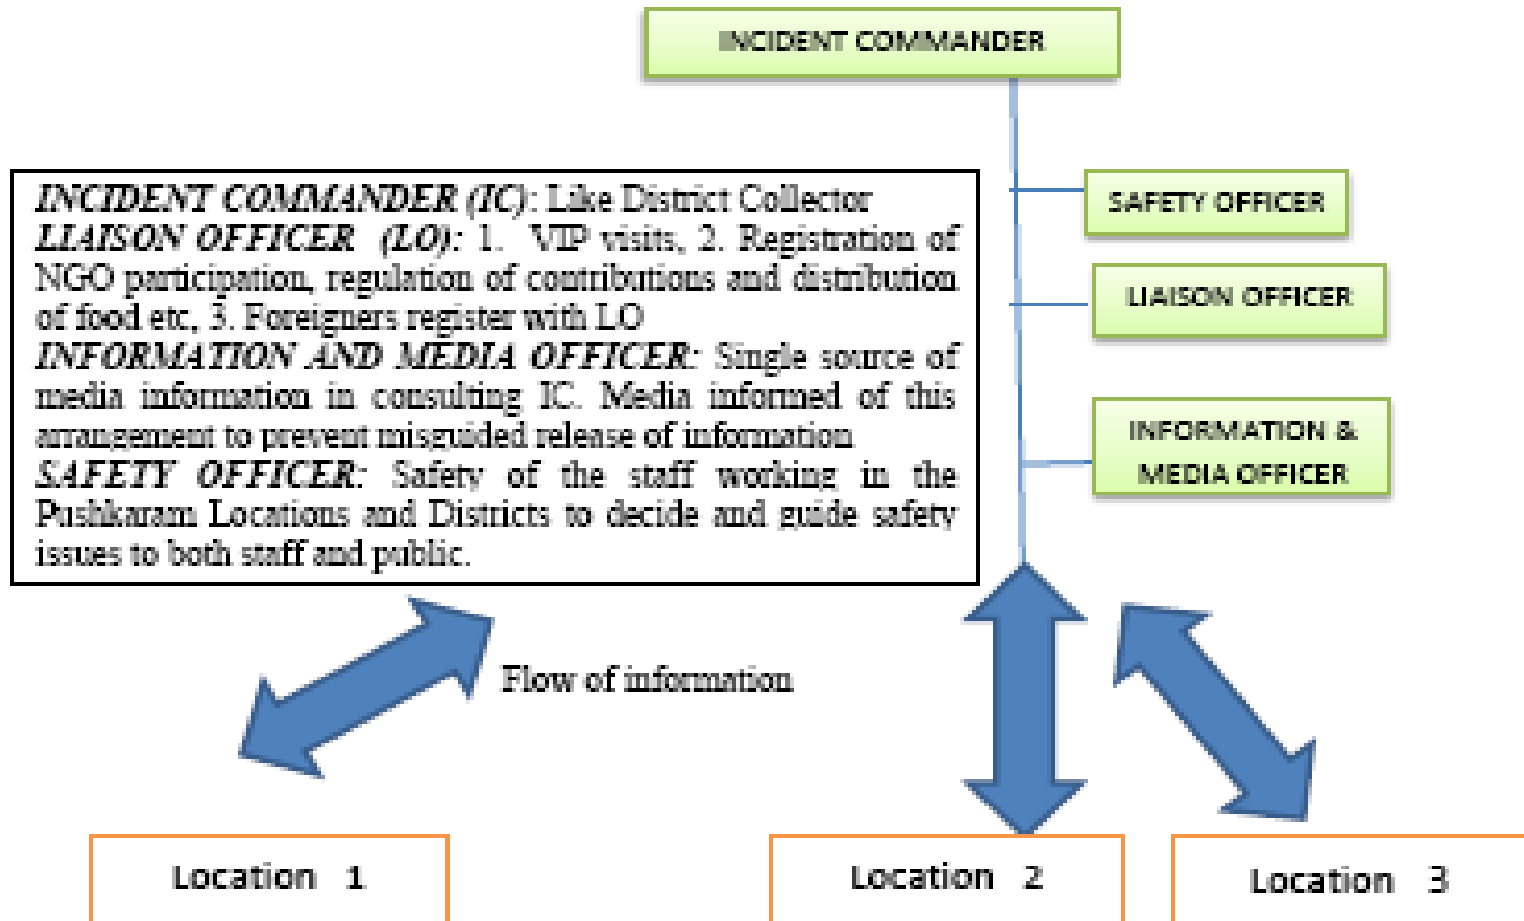 INCIDENT COMMANDER
INCIDENT COMMANDER (IC): Like District Collector
LIAISON OFFICER (LO): 1. VIP visits, 2. Registration of
NGO participation, regulation of contributions and distribution
of food etc, 3. Foreigners register with LO
INFORMATION AND MEDIA OFFICER: Single source of
media information in consulting IC. Media informed of this
arrangement to prevent misguided release of information
SAFETY OFFICER: Safety of the staff working in the
Pushkaram Locations and Districts to decide and guide safety
issues to both staff and public.
SAFETY OFFICER
LIAISON OFFICER
INFORMATION &
MEDIA OFFICER
Flow of information
Location 1
Location 2
Location 3